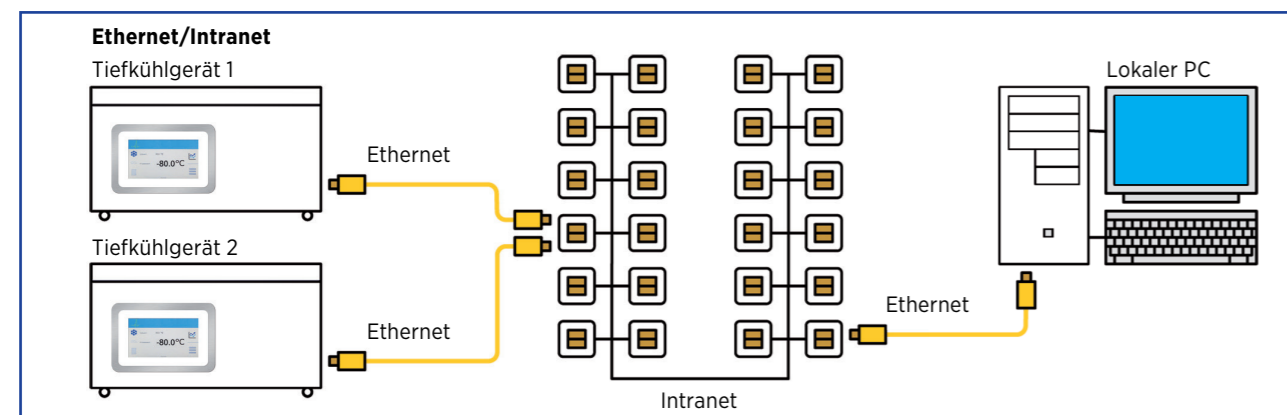 Ethernet/Intranet
Tiefkühlgerät 1
Lokaler PC
-80.0°C
Ethernet
Tiefkühlgerät 2
-80.0°C
Ethernet
Ethernet
Intranet